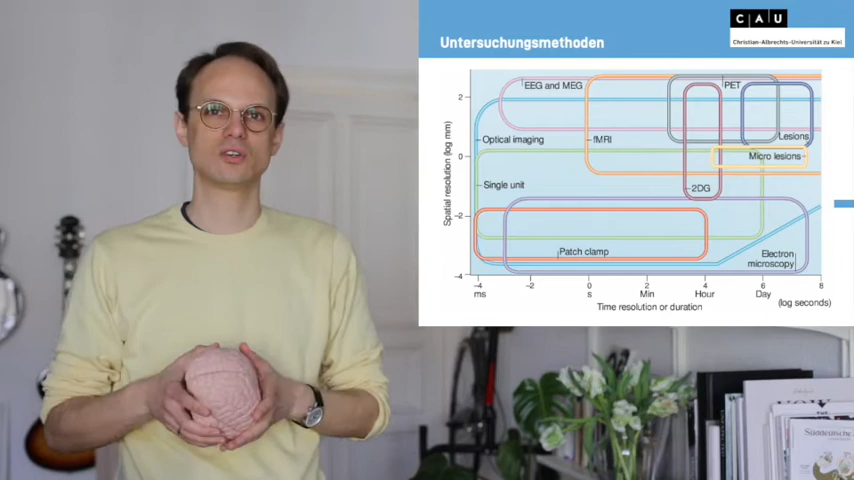 Untersuchungsmethoden
C A U
Christian-Albrechts-Universität zu Kiel
EEG and MEG
PET
Optical imaging
fMRI
Lesions
Micro lesions
Single unit
2DG
Patch clamp
Electron
microscopy
Spatial resolution (log mm)
2
0
–2
–4
–4 –2 0 2 4 6 8
ms s Min Hour Day
(log seconds)
Time resolution or duration
Süddeutsche